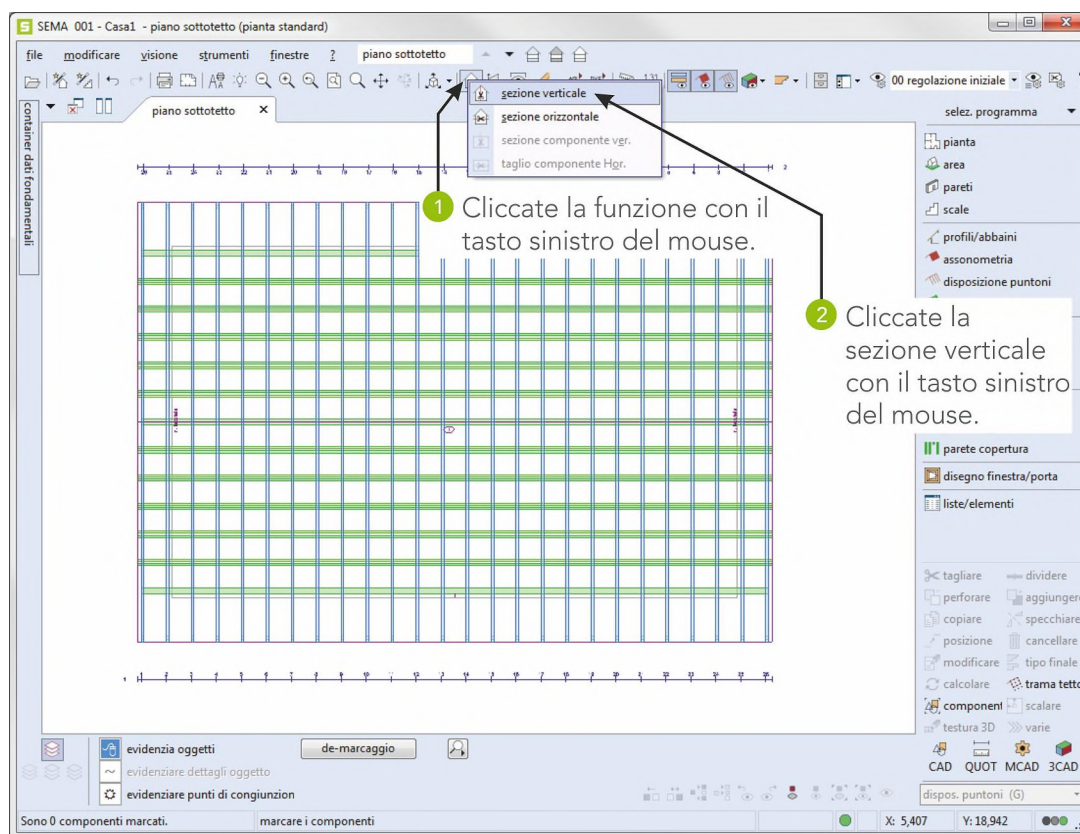 SEMA 001 - Casa1 - piano sottotetto (pianta standard)
file modificare visione strumenti finestre ? piano sottotetto
00 regolazione iniziale
piano sottotetto x
container dati fondamentali
sezione verticale
sezione orizzontale
sezione componente ver.
taglio componente Hor.
1 Cliccate la funzione con il
tasto sinistro del mouse.
2 Cliccate la
sezione verticale
con il tasto sinistro
del mouse.
selez. programma
pianta
area
pareti
scale
profili/abbaini
assonometria
disposizione puntoni
parete copertura
disegno finestra/porta
liste/elementi
tagliare dividere
perforare aggiungere
copiare specchiare
posizione cancellare
modificare tipo finale
calcolare trama tetto
component scalare
testura 3D varie
CAD QUOT MCAD 3CAD
dispos. puntoni (G)
evidenzia oggetti de-marcaggio
evidenziare dettagli oggetto
evidenziare punti di congiunzion
Sono 0 componenti marcati. marcare i componenti X: 5,407 Y: 18,942